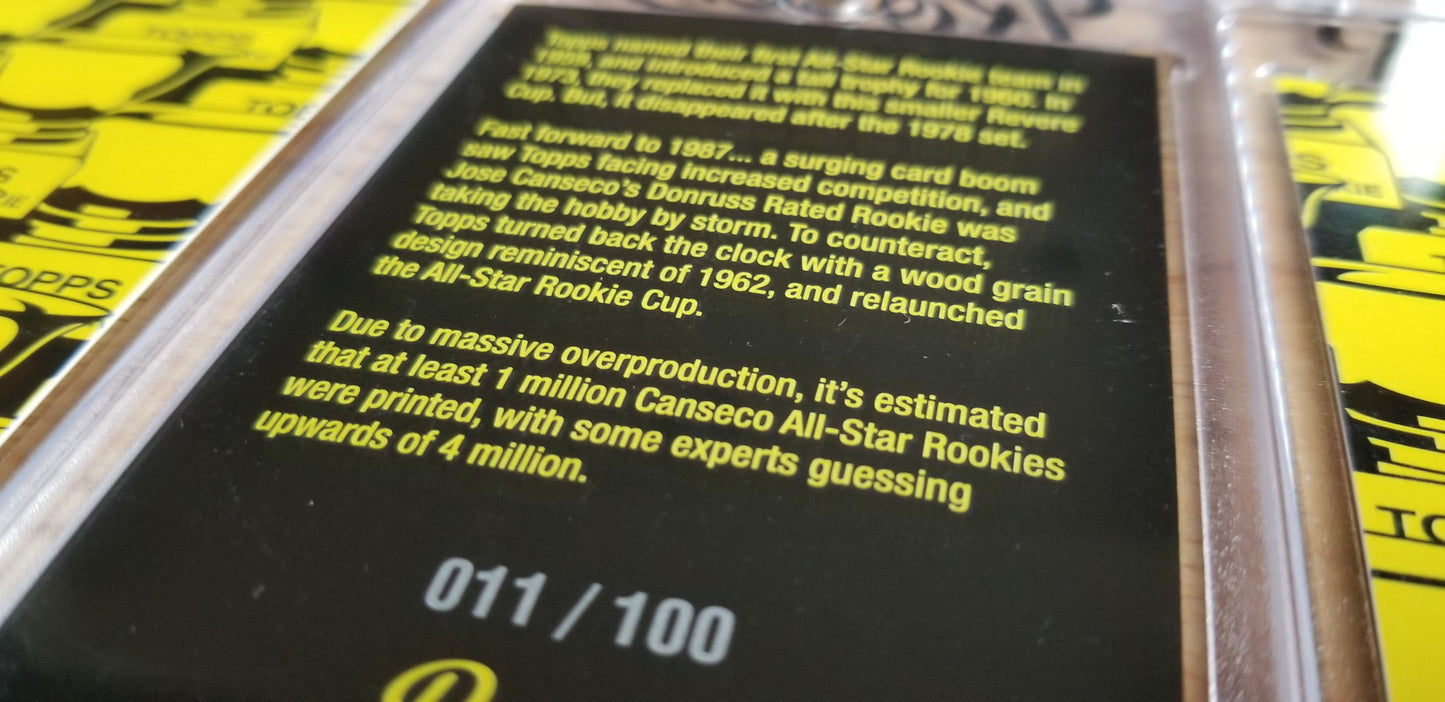 TOPPS
TO
TOPPS
Topps named their first All-Star Rookie team in
1959, and introduced a tall trophy for 1960. In
1973, they replaced it with this smaller Revere
Cup. But, it disappeared after the 1978 set.
Fast forward to 1987... a surging card boom
saw Topps facing increased competition, and
Jose Canseco's Donruss Rated Rookie was
taking the hobby by storm. To counteract,
Topps turned back the clock with a wood grain
design reminiscent of 1962, and relaunched
the All-Star Rookie Cup.
Due to massive overproduction, it's estimated
that at least 1 million Canseco All-Star Rookies
were printed, with some experts guessing
upwards of 4 million.
011 / 100
TO